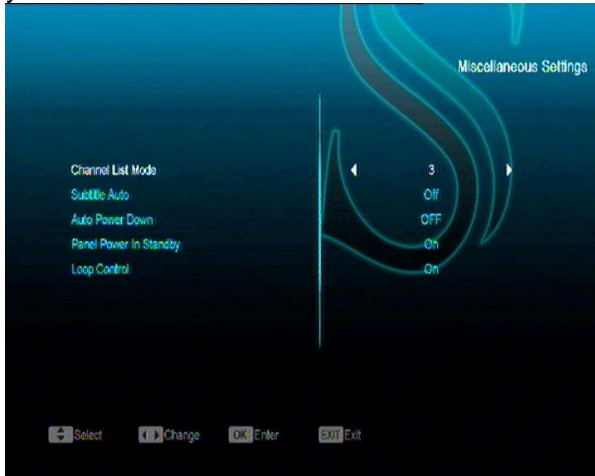 Miscellaneous Settings
Channel List Mode 3
Subtitle Auto Off
Auto Power Down OFF
Panel Power In Standby On
Loop Control On
Select Change OK Enter EXIT Exit